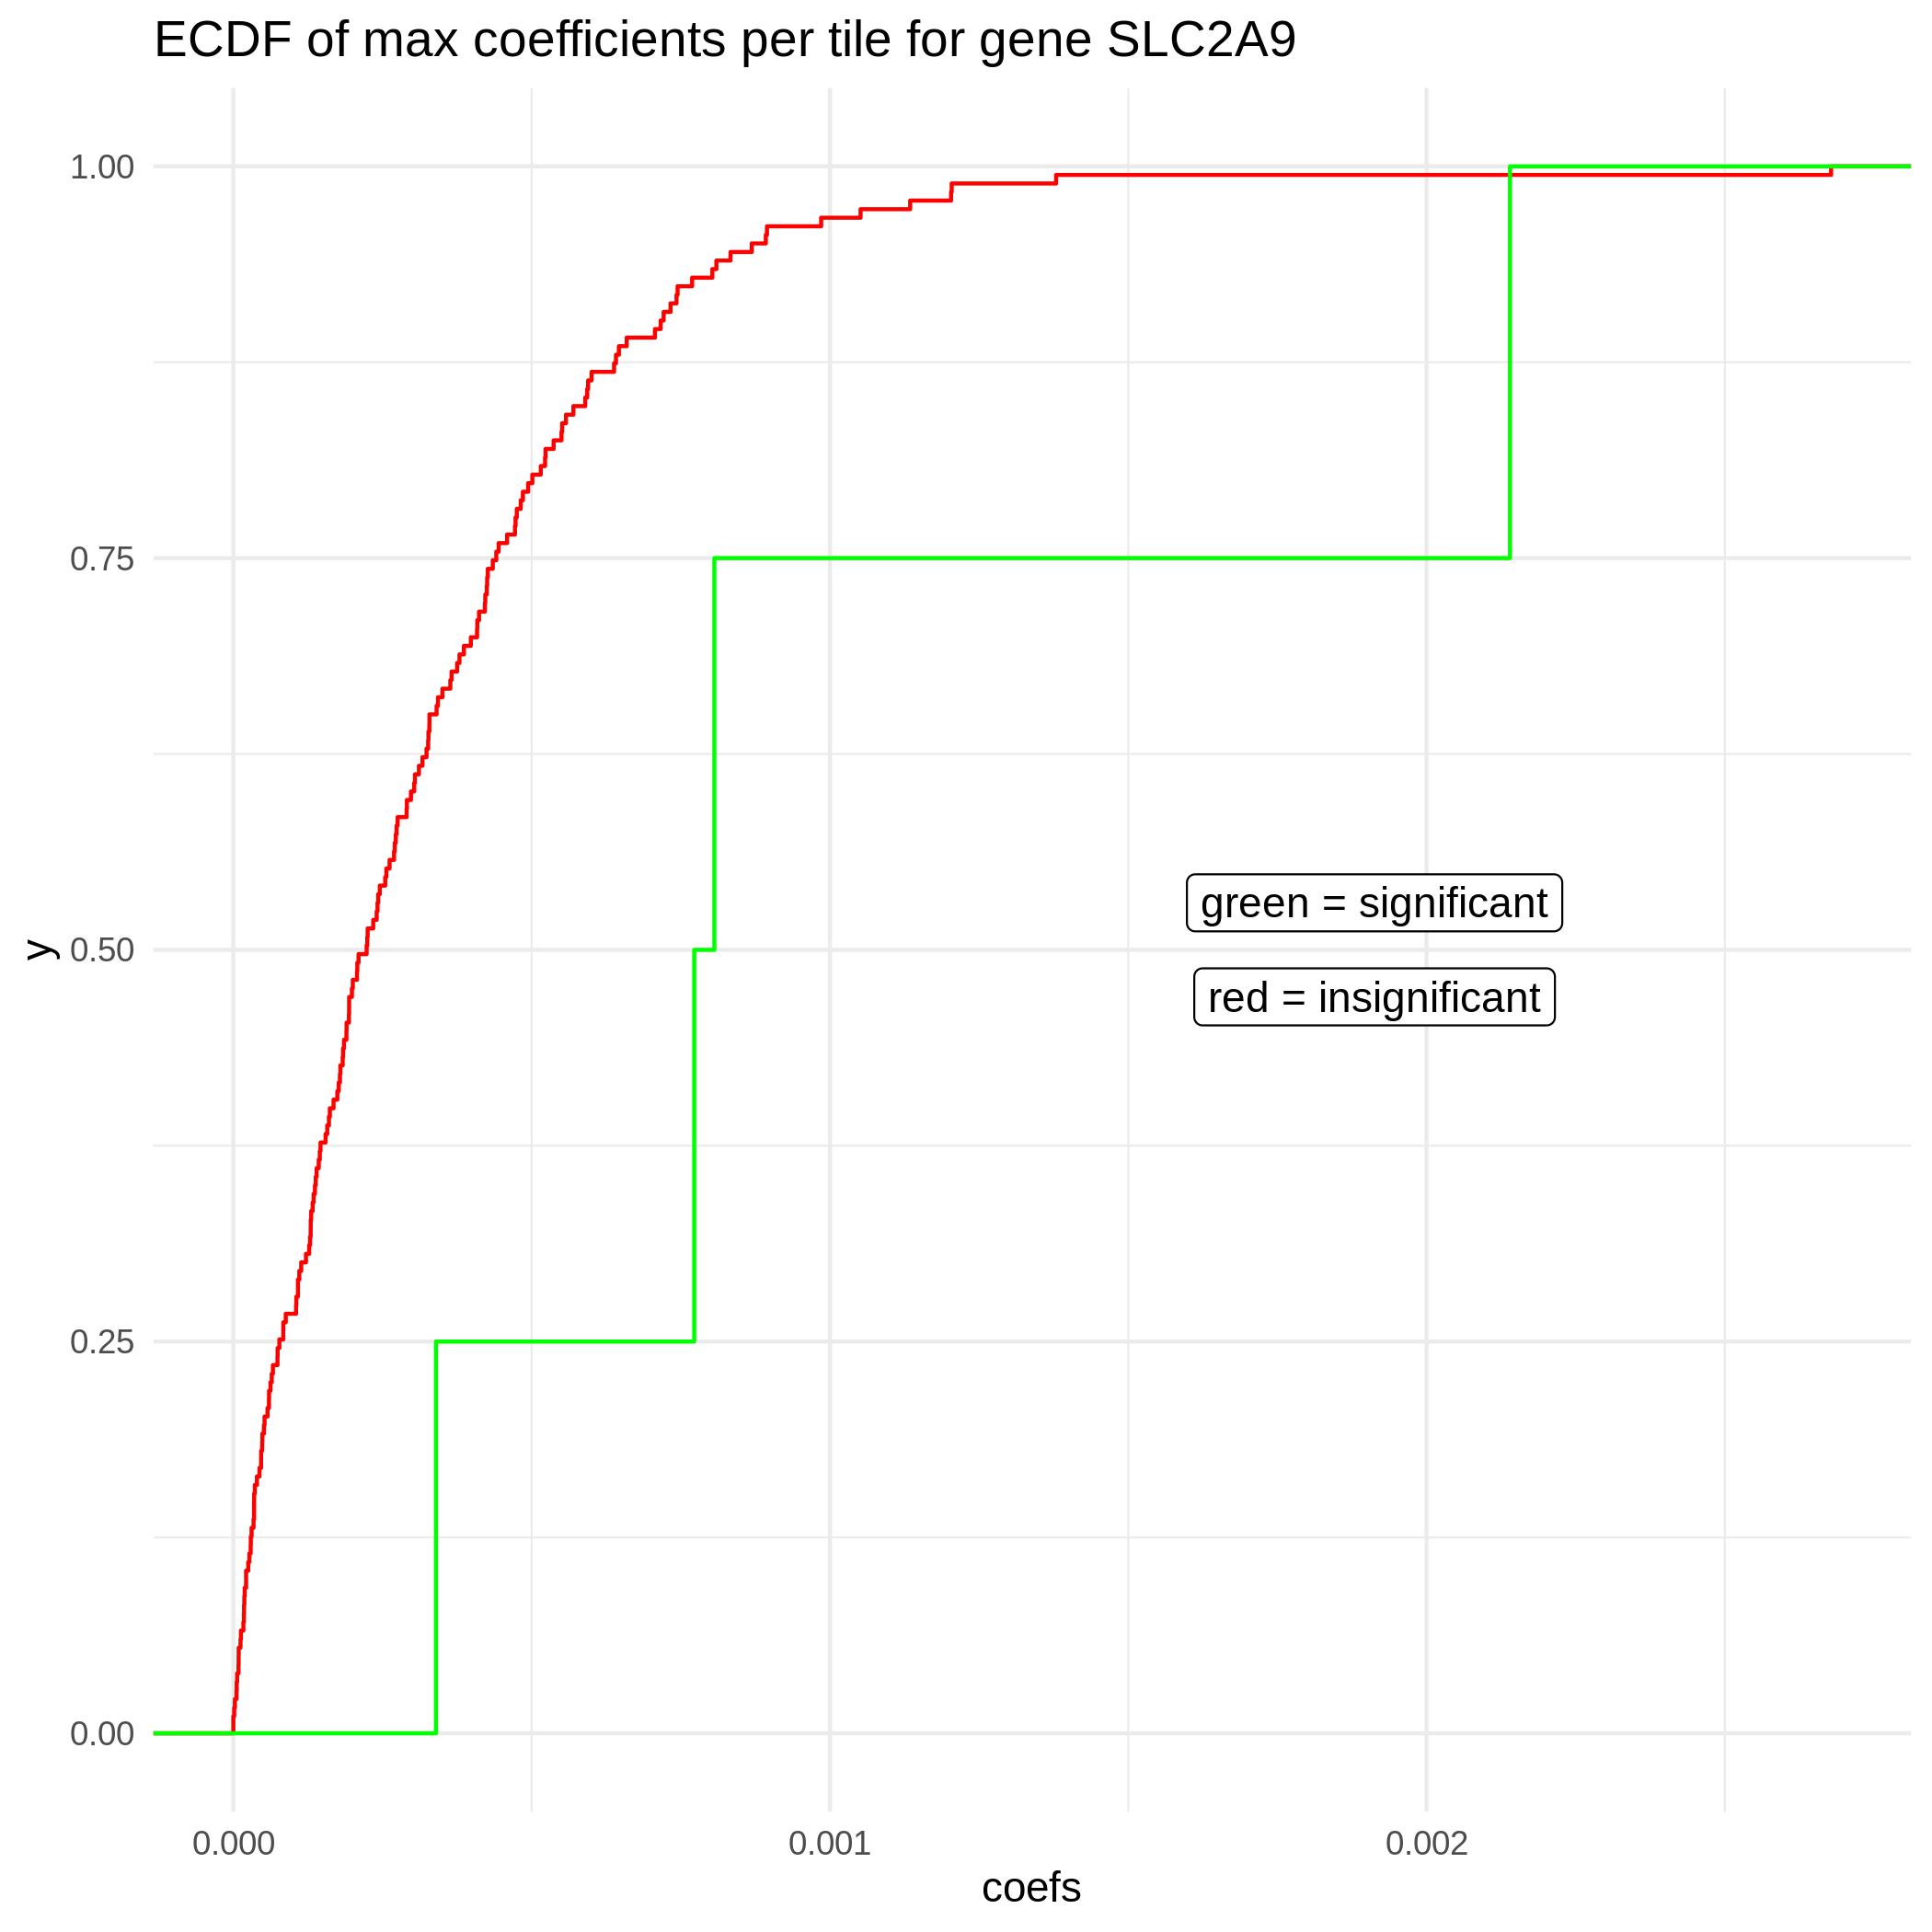 ECDF of max coefficients per tile for gene SLC2A9
1.00
0.75
0.50
0.25
0.00
y
green = significant
red = insignificant
0.000 0.001 0.002
coefs